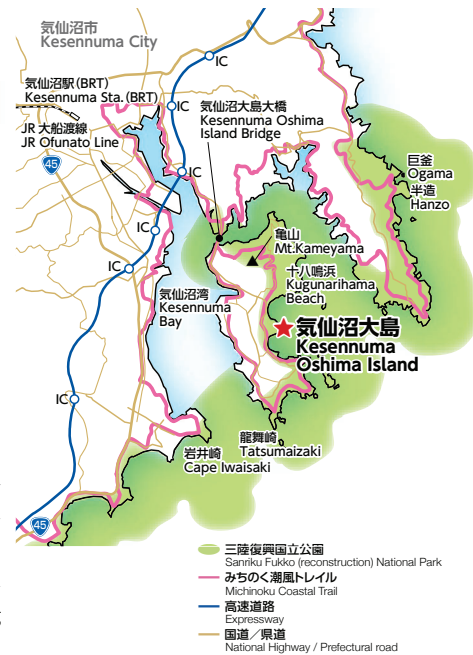 気仙沼市
Kesennuma City
IC
気仙沼駅(BRT)
Kesennuma Sta.(BRT)
IC
気仙沼大島大橋
Kesennuma Oshima
Island Bridge
JR 大船渡線
JR Ofunato Line
45
IC
巨釜
Ogama
半造
Hanzo
IC
亀山
Mt.Kameyama
IC
十八鳴浜
Kugunarihama
Beach
気仙沼湾
Kesennuma
Bay
気仙沼大島
Kesennuma
Oshima Island
IC
龍舞崎
Tatsumaizaki
岩井崎
Cape Iwaisaki
45
三陸復興国立公園
Sanriku Fukko (reconstruction) National Park
みちのく潮風トレイル
Michinoku Coastal Trail
高速道路
Expressway
国道/県道
National Highway / Prefectural road